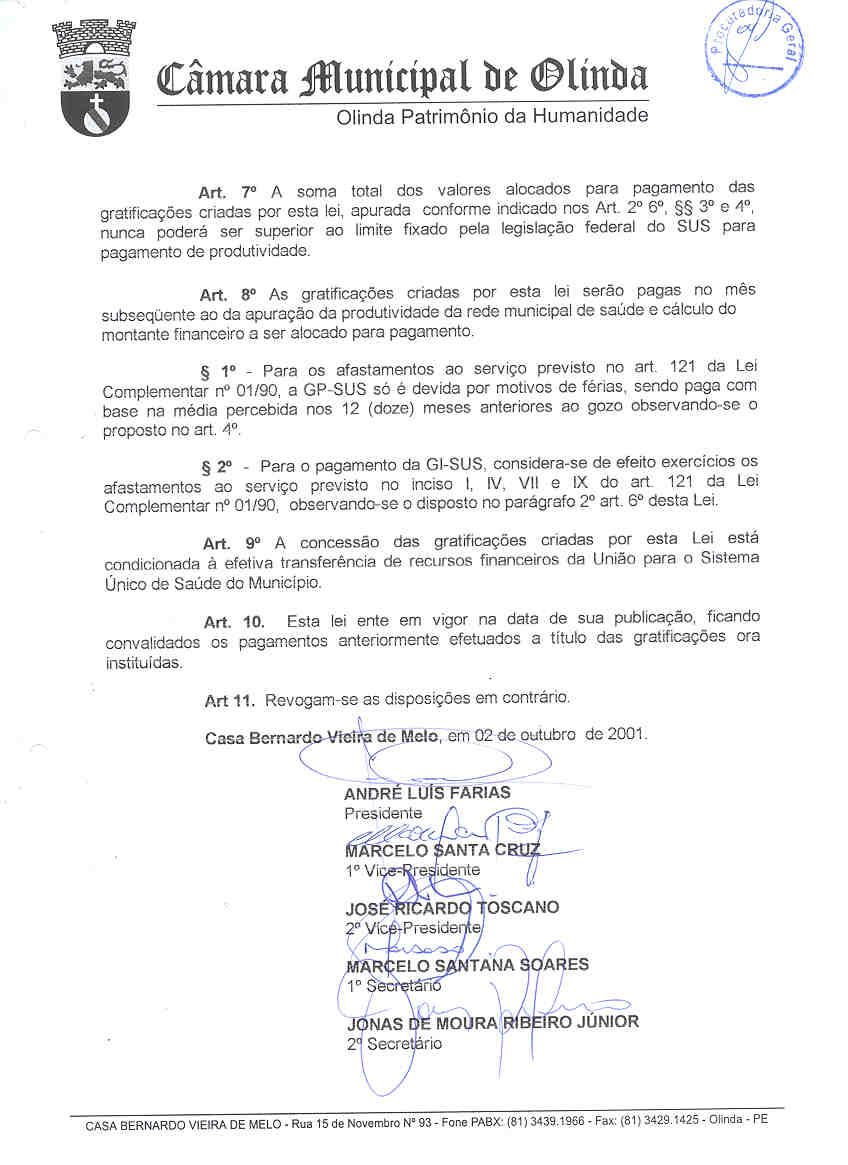 Câmara Municipal de Olinda
Olinda Patrimônio da Humanidade
Procuradoria Geral
Art. 7º A soma total dos valores alocados para pagamento das
gratificações criadas por esta lei, apurada conforme indicado nos Art. 2º 6º, §§ 3º e 4º,
nunca poderá ser superior ao limite fixado pela legislação federal do SUS para
pagamento de produtividade.
Art. 8º As gratificações criadas por esta lei serão pagas no mês
subseqüente ao da apuração da produtividade da rede municipal de saúde e cálculo do
montante financeiro a ser alocado para pagamento.
§ 1º - Para os afastamentos ao serviço previsto no art. 121 da Lei
Complementar nº 01/90, a GP-SUS só é devida por motivos de férias, sendo paga com
base na média percebida nos 12 (doze) meses anteriores ao gozo observando-se o
proposto no art. 4º.
§ 2º - Para o pagamento da GI-SUS, considera-se de efeito exercícios os
afastamentos ao serviço previsto no inciso I, IV, VII e IX do art. 121 da Lei
Complementar nº 01/90, observando-se o disposto no parágrafo 2º art. 6º desta Lei.
Art. 9º A concessão das gratificações criadas por esta Lei está
condicionada à efetiva transferência de recursos financeiros da União para o Sistema
Único de Saúde do Município.
Art. 10. Esta lei ente em vigor na data de sua publicação, ficando
convalidados os pagamentos anteriormente efetuados a título das gratificações ora
instituídas.
Art 11. Revogam-se as disposições em contrário.
Casa Bernardo Vieira de Melo, em 02 de outubro de 2001.
ANDRÉ LUÍS FARIAS
Presidente
MARCELO SANTA CRUZ
1º Vice-Presidente
JOSÉ RICARDO TOSCANO
2º Vice-Presidente
MARCELO SANTANA SOARES
1º Secretário
JONAS DE MOURA RIBEIRO JÚNIOR
2º Secretário
CASA BERNARDO VIEIRA DE MELO - Rua 15 de Novembro Nº 93 - Fone PABX: (81) 3439.1966 - Fax: (81) 3429.1425 - Olinda - PE